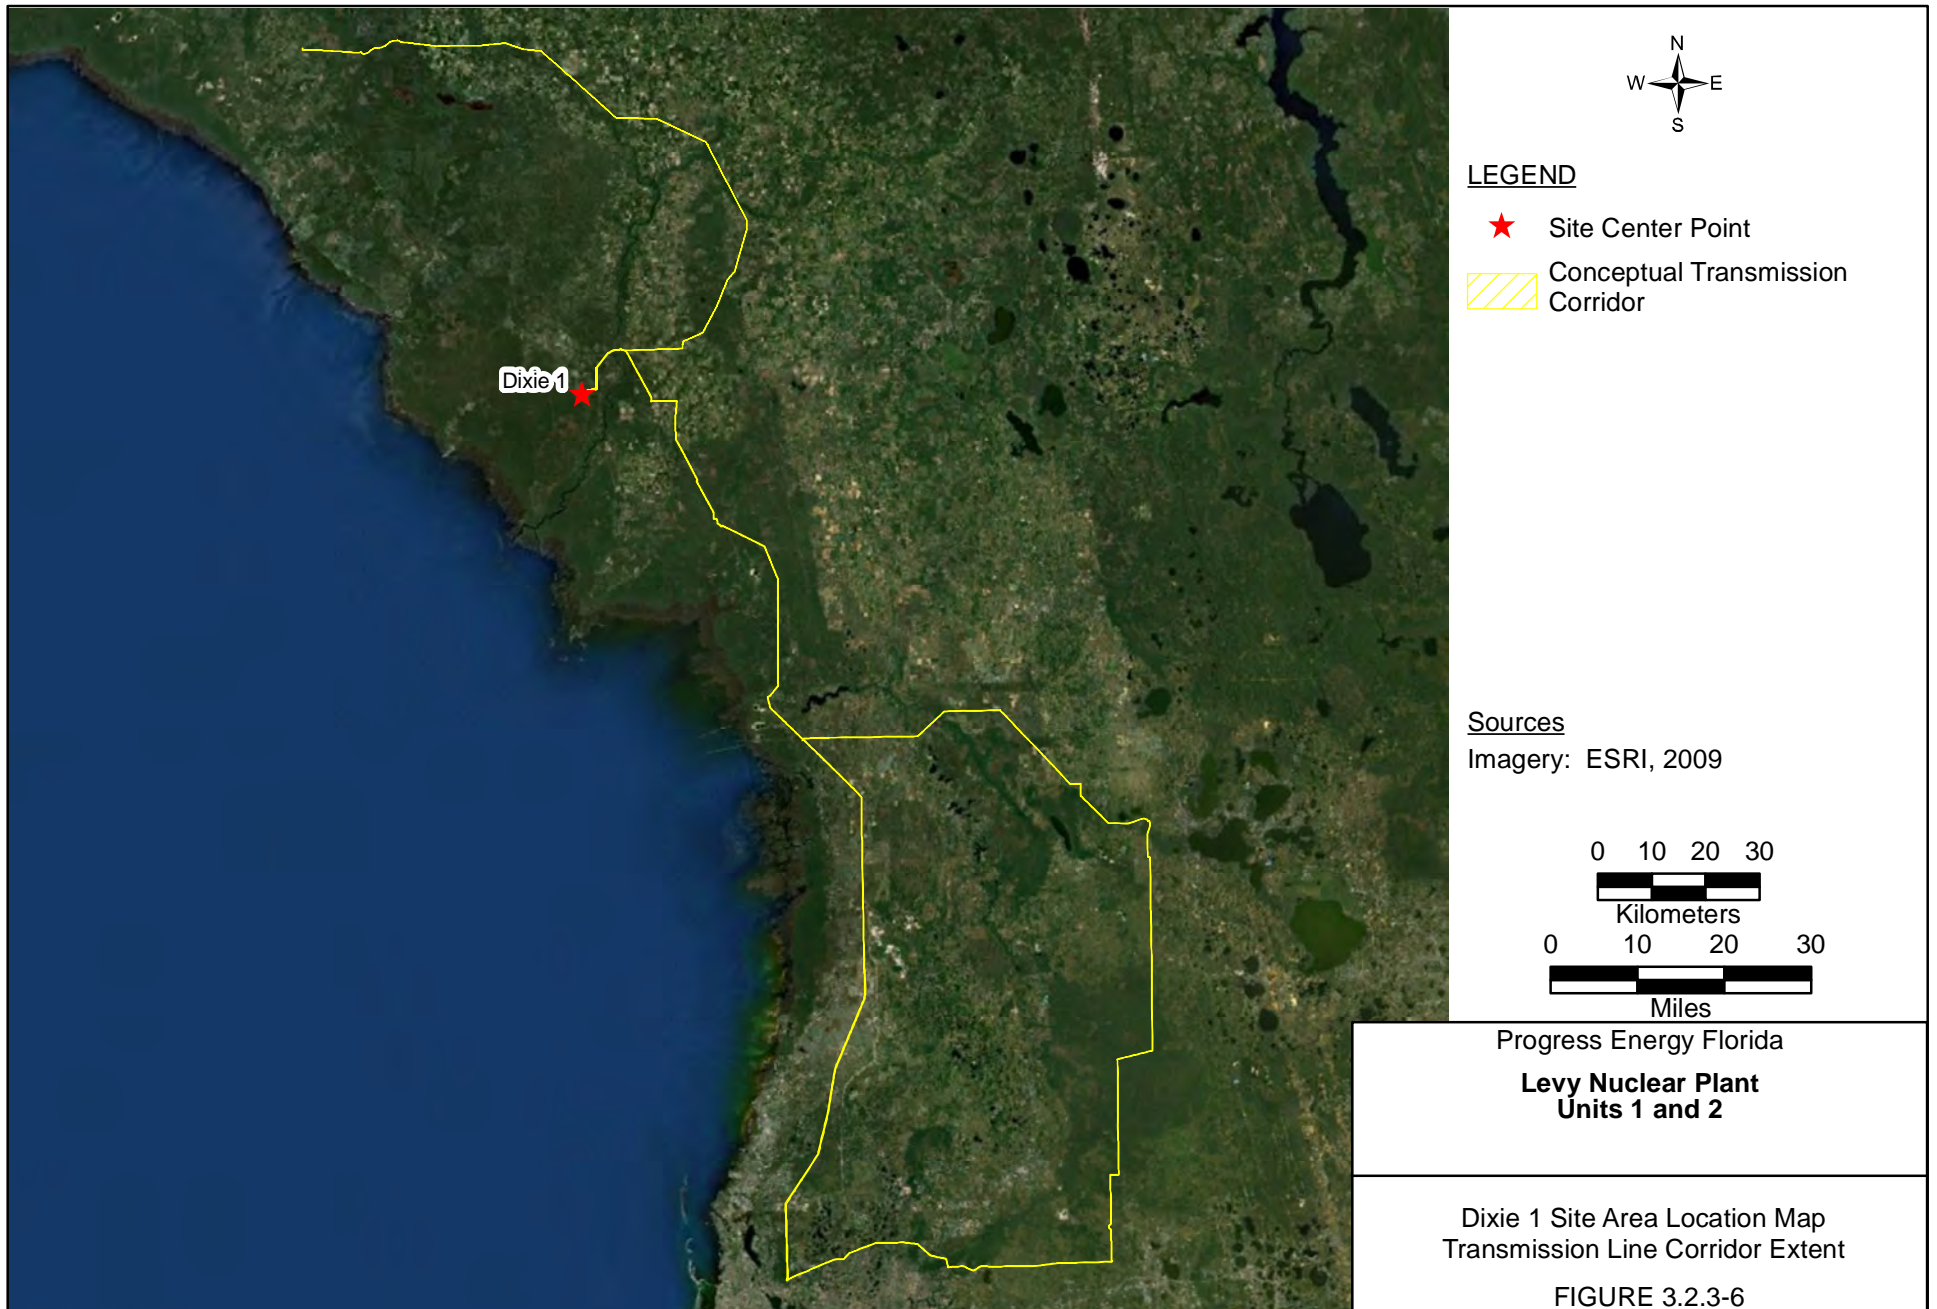 N
W E
S
LEGEND
Site Center Point
Conceptual Transmission
Corridor
Dixie 1
Sources
Imagery: ESRI, 2009
0 10 20 30
Kilometers
0 10 20 30
Miles
Progress Energy Florida
Levy Nuclear Plant
Units 1 and 2
Dixie 1 Site Area Location Map
Transmission Line Corridor Extent
FIGURE 3.2.3-6